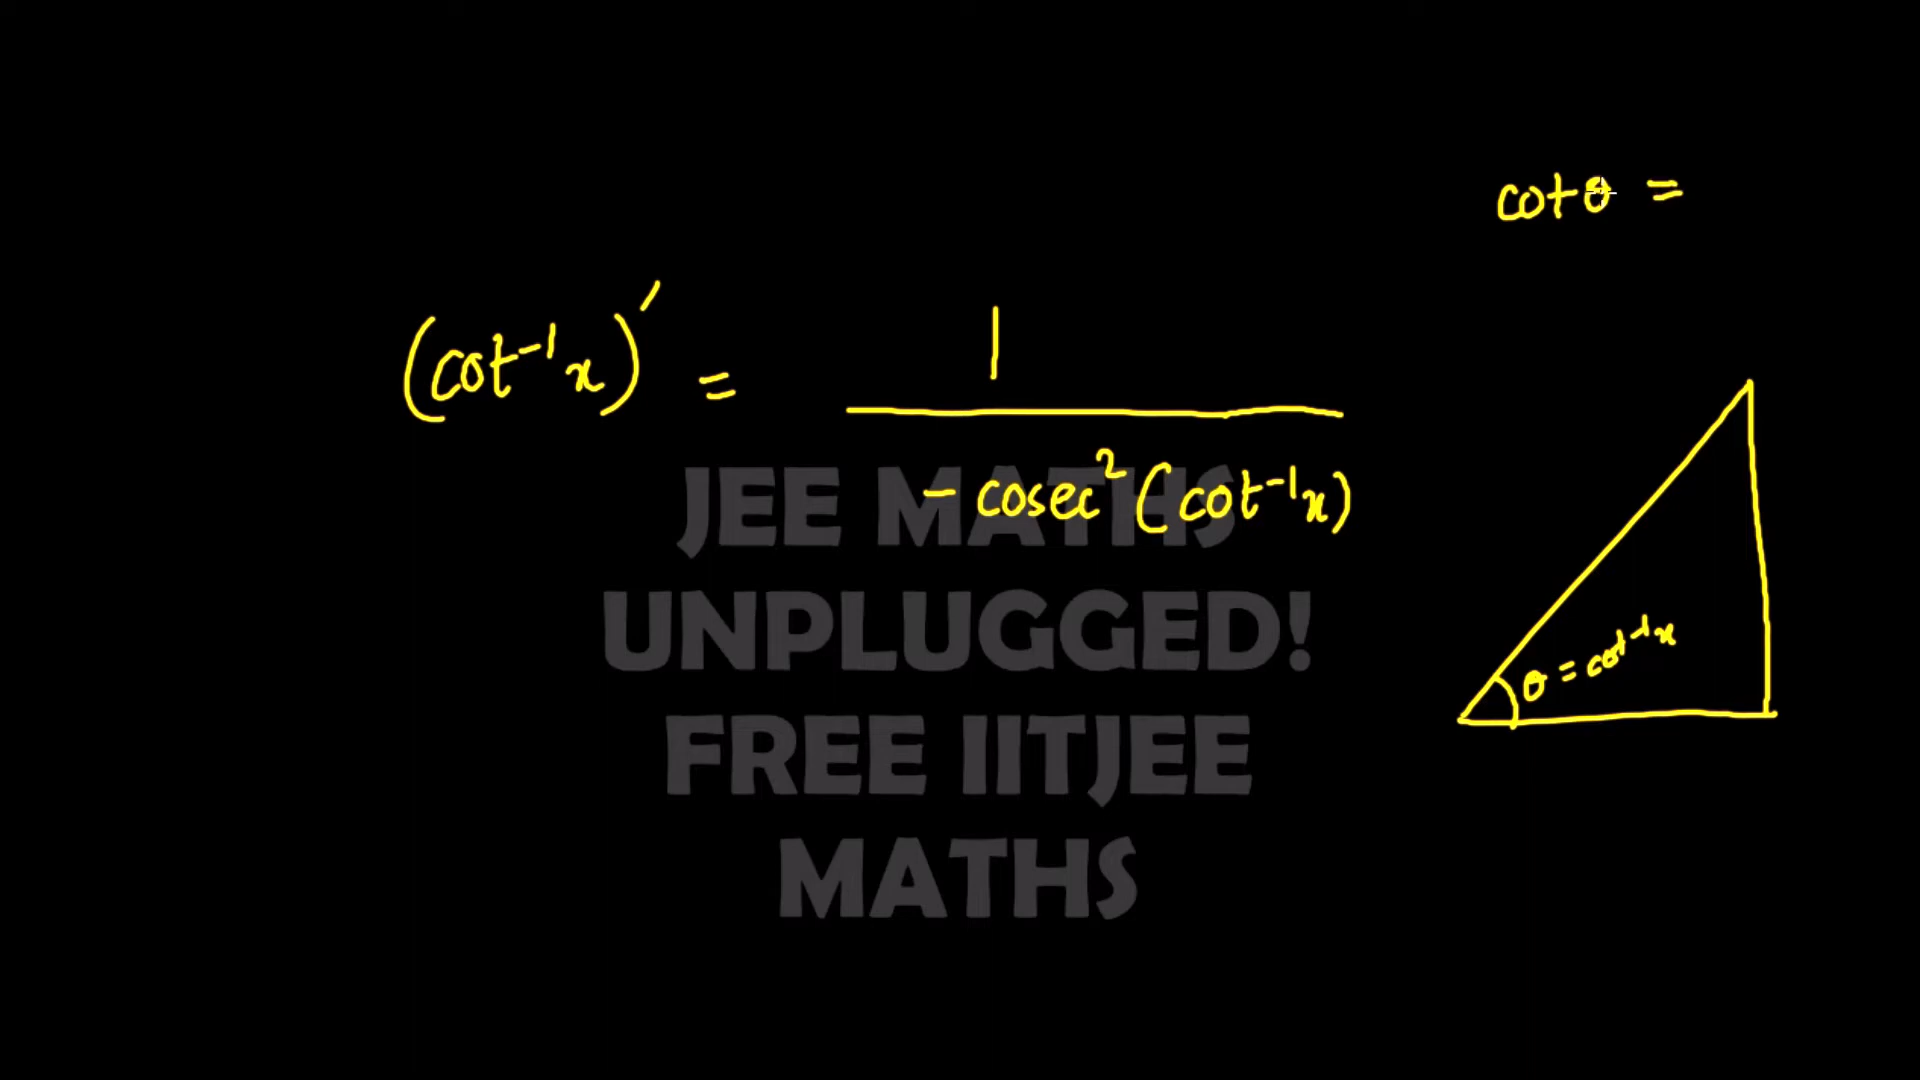 cotθ =
(cot⁻¹x)′ = 1 / -cosec²(cot⁻¹x)
θ = cot⁻¹x
JEE MATHS
UNPLUGGED!
FREE IITJEE
MATHS